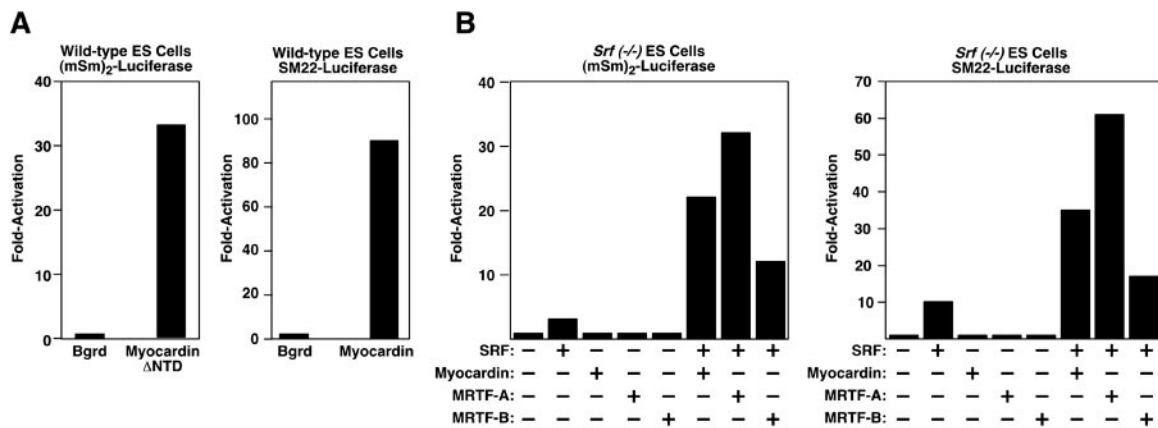 A
Wild-type ES Cells
(mSm)2-Luciferase
Fold-Activation
40
30
20
10
0
Bgrd
Myocardin
ΔNTD
Wild-type ES Cells
SM22-Luciferase
Fold-Activation
100
80
60
40
20
0
Bgrd
Myocardin
B
Srf (-/-) ES Cells
(mSm)2-Luciferase
Fold-Activation
40
30
20
10
SRF: – + – – – + + +
Myocardin: – – + – – + – –
MRTF-A: – – – + – – + –
MRTF-B: – – – – + – – +
Srf (-/-) ES Cells
SM22-Luciferase
Fold-Activation
70
60
50
40
30
20
10
SRF: – + – – – + + +
Myocardin: – – + – – + – –
MRTF-A: – – – + – – + –
MRTF-B: – – – – + – – +